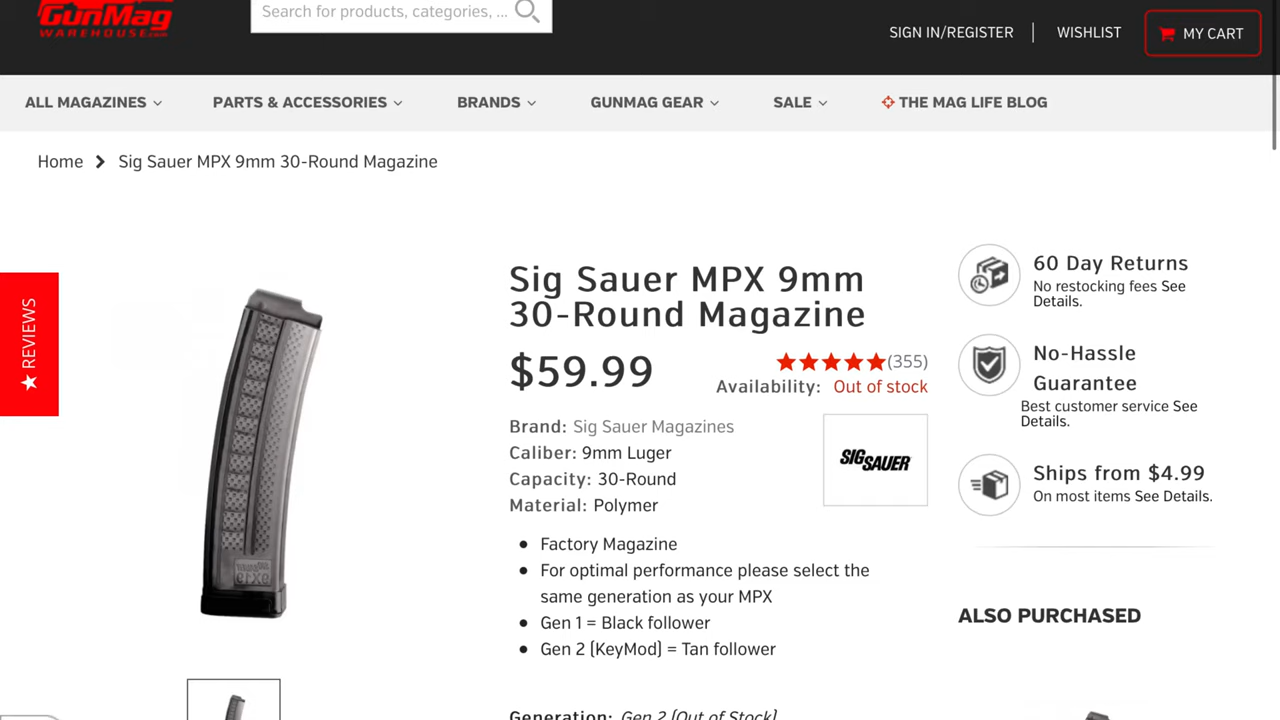 GunMag
WAREHOUSE.com
Search for products, categories, ...
SIGN IN/REGISTER
WISHLIST
MY CART
ALL MAGAZINES
PARTS & ACCESSORIES
BRANDS
GUNMAG GEAR
SALE
THE MAG LIFE BLOG
Home
Sig Sauer MPX 9mm 30-Round Magazine
★ REVIEWS
Sig Sauer MPX 9mm
30-Round Magazine
$59.99
(355)
Availability: Out of stock
Brand: Sig Sauer Magazines
Caliber: 9mm Luger
Capacity: 30-Round
Material: Polymer
SIG SAUER
• Factory Magazine
• For optimal performance please select the
same generation as your MPX
• Gen 1 = Black follower
• Gen 2 (KeyMod) = Tan follower
Generation: Gen 2 (Out of Stock)
60 Day Returns
No restocking fees See
Details.
No-Hassle
Guarantee
Best customer service See
Details.
Ships from $4.99
On most items See Details.
ALSO PURCHASED